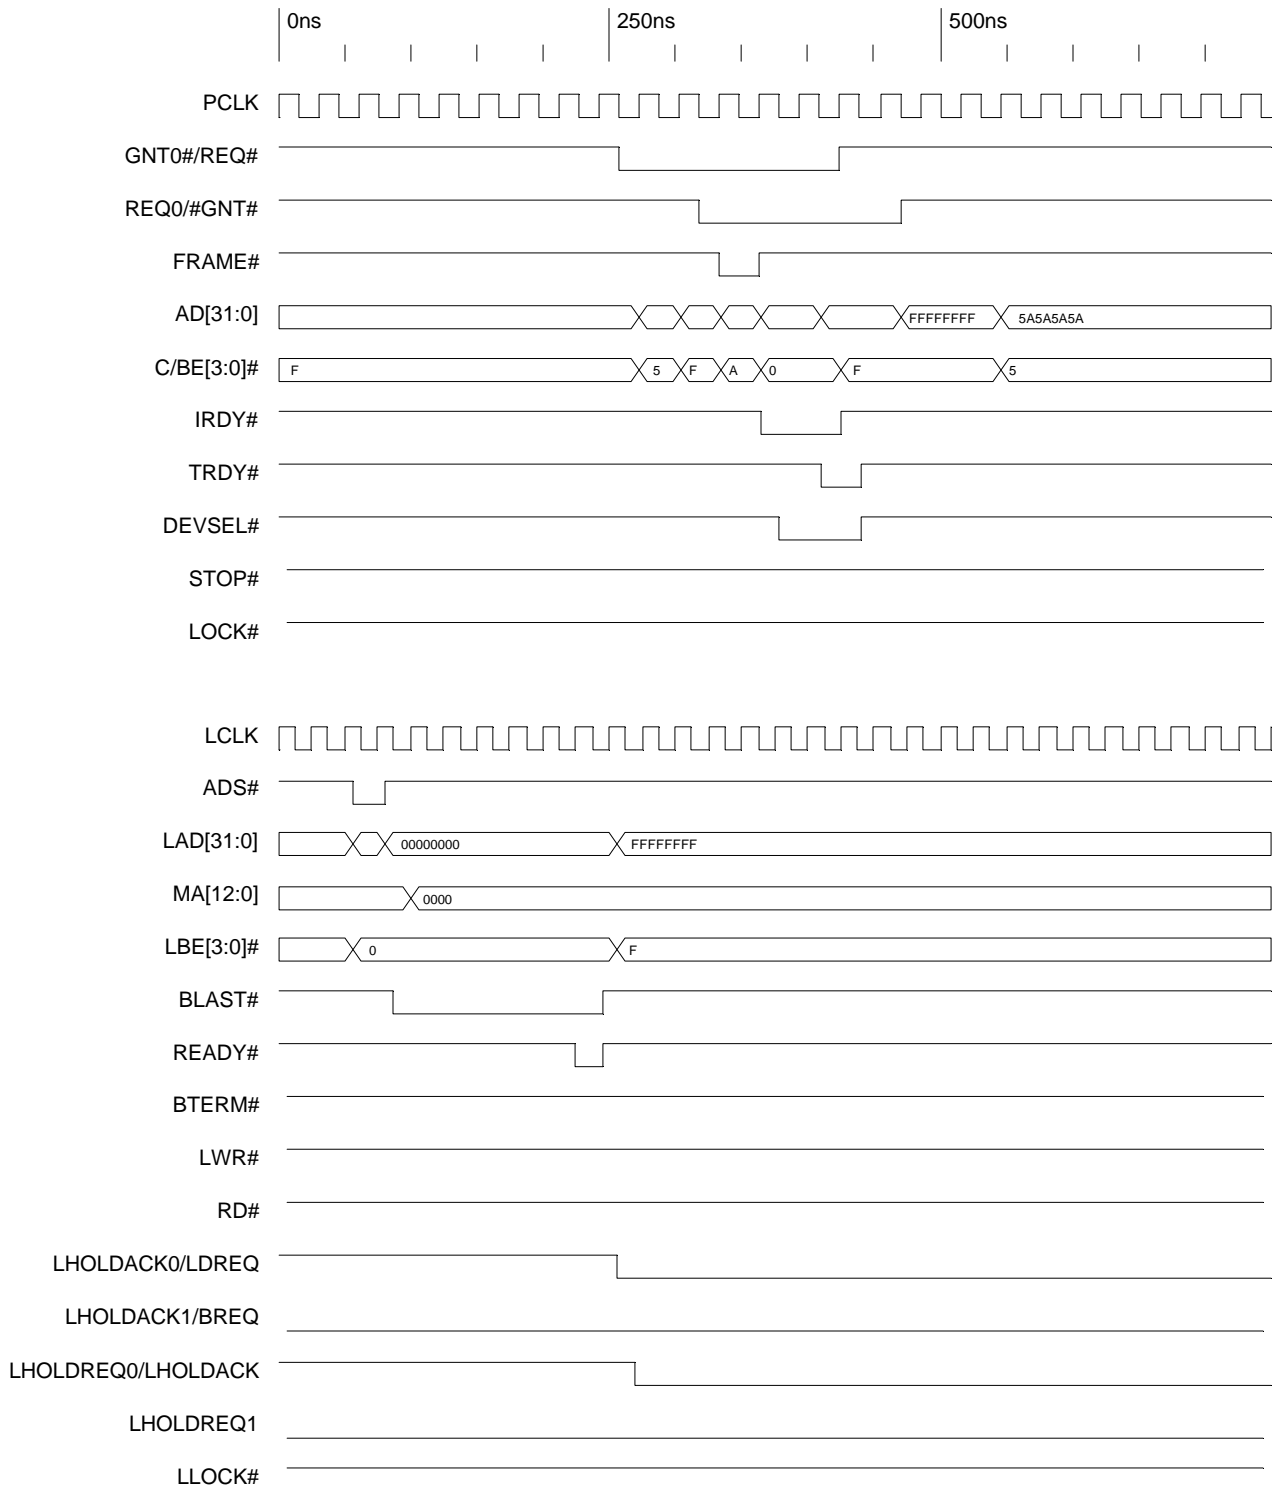 0ns 250ns 500ns
PCLK
GNT0#/REQ#
REQ0/#GNT#
FRAME#
AD[31:0] FFFFFFFF 5A5A5A5A
C/BE[3:0]# F 5 F A 0 F 5
IRDY#
TRDY#
DEVSEL#
STOP#
LOCK#
LCLK
ADS#
LAD[31:0] 00000000 FFFFFFFF
MA[12:0] 0000
LBE[3:0]# 0 F
BLAST#
READY#
BTERM#
LWR#
RD#
LHOLDACK0/LDREQ
LHOLDACK1/BREQ
LHOLDREQ0/LHOLDACK
LHOLDREQ1
LLOCK#